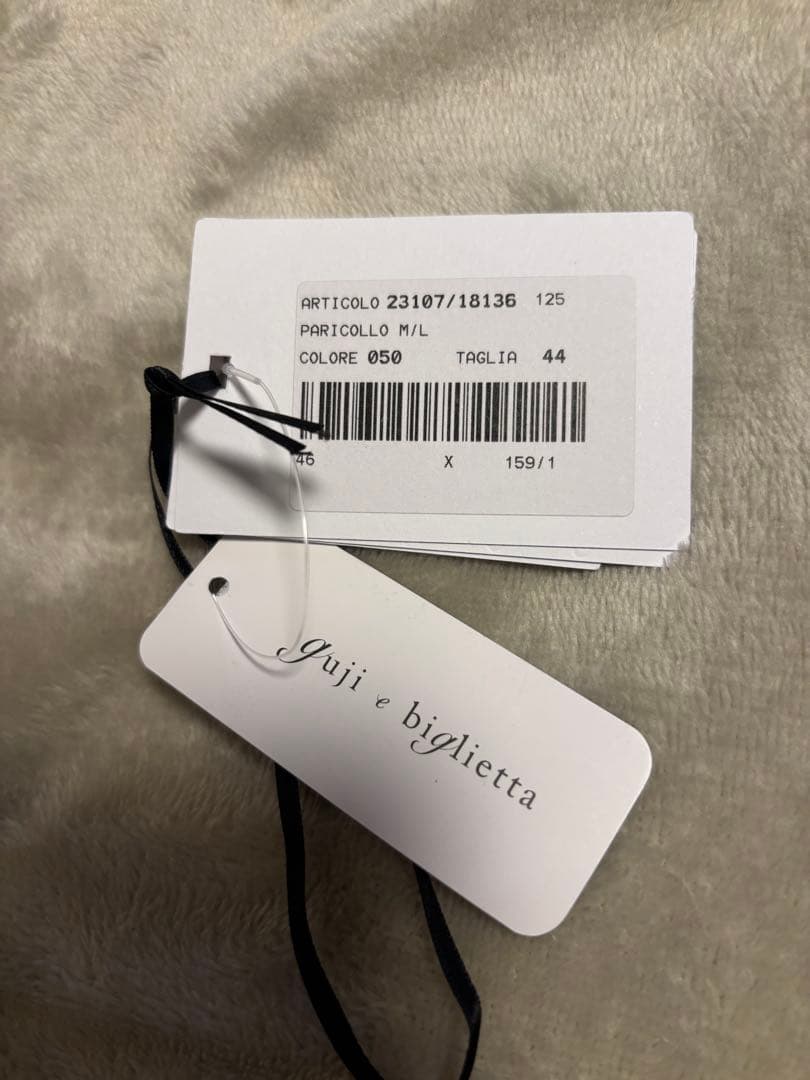 ARTICOLO 23107/18136 125
PARICOLLO M/L
COLORE 050 TAGLIA 44
46 X 159/1
guji e biglietta